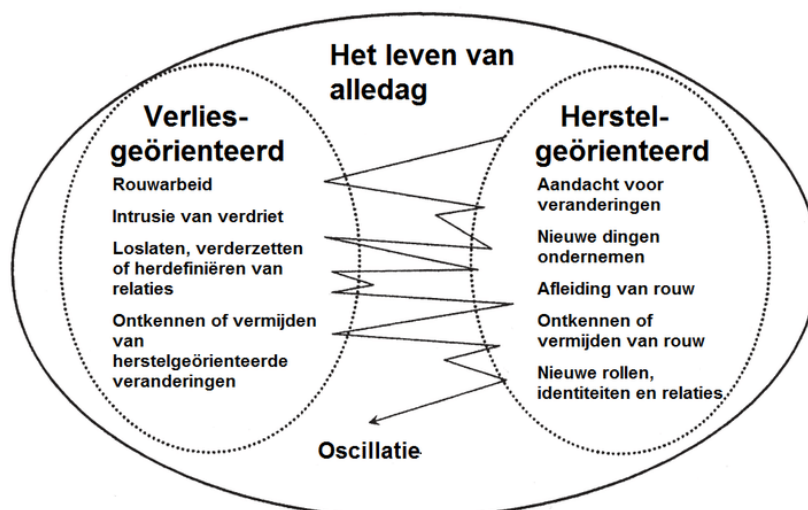 Het leven van
alledag
Verlies-
geörienteerd
Rouwarbeid
Intrusie van verdriet
Loslaten, verderzetten
of herdefiniëren van
relaties
Ontkennen of vermijden
van
herstelgeörienteerde
veranderingen
Herstel-
georiënteerd
Aandacht voor
veranderingen
Nieuwe dingen
ondernemen
Afleiding van rouw
Ontkennen of
vermijden van rouw
Nieuwe rollen,
identiteiten en relaties
Oscillatie